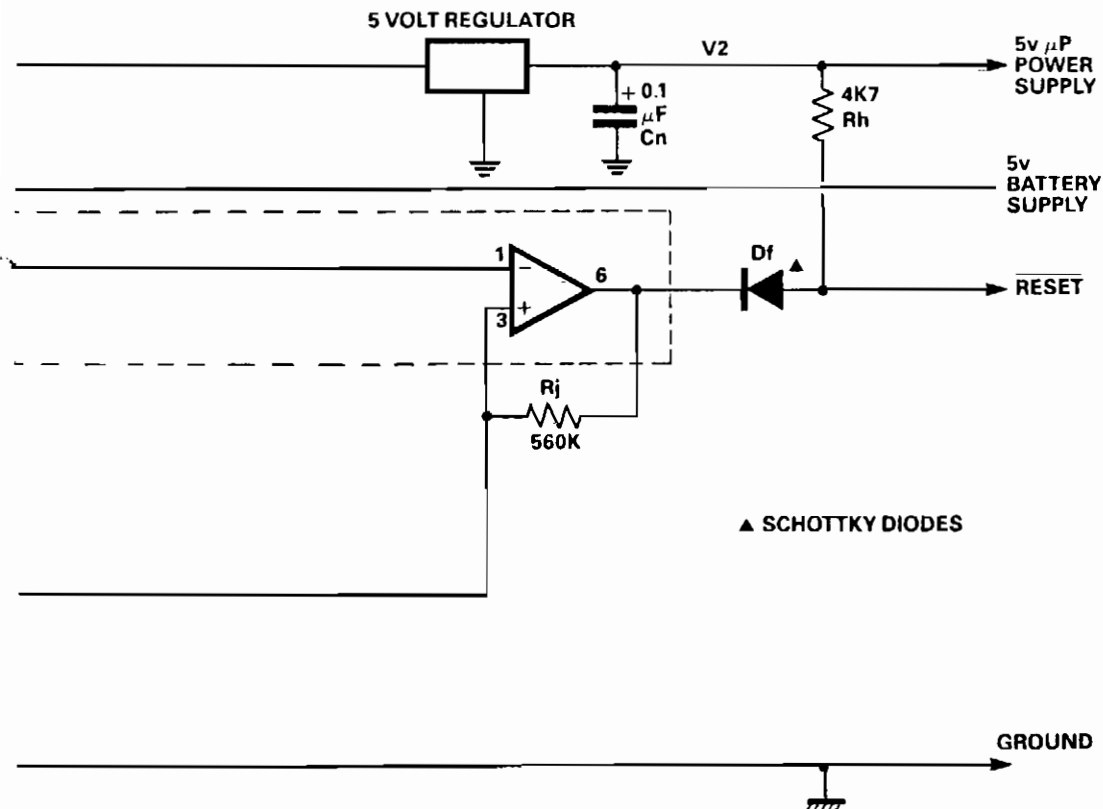 5 VOLT REGULATOR
V2
5v μP
POWER
SUPPLY
+ 0.1
μF
Cn
4K7
Rh
5v
BATTERY
SUPPLY
1
−
+
3
6
Df ▲
RESET
Rj
560K
▲ SCHOTTKY DIODES
GROUND